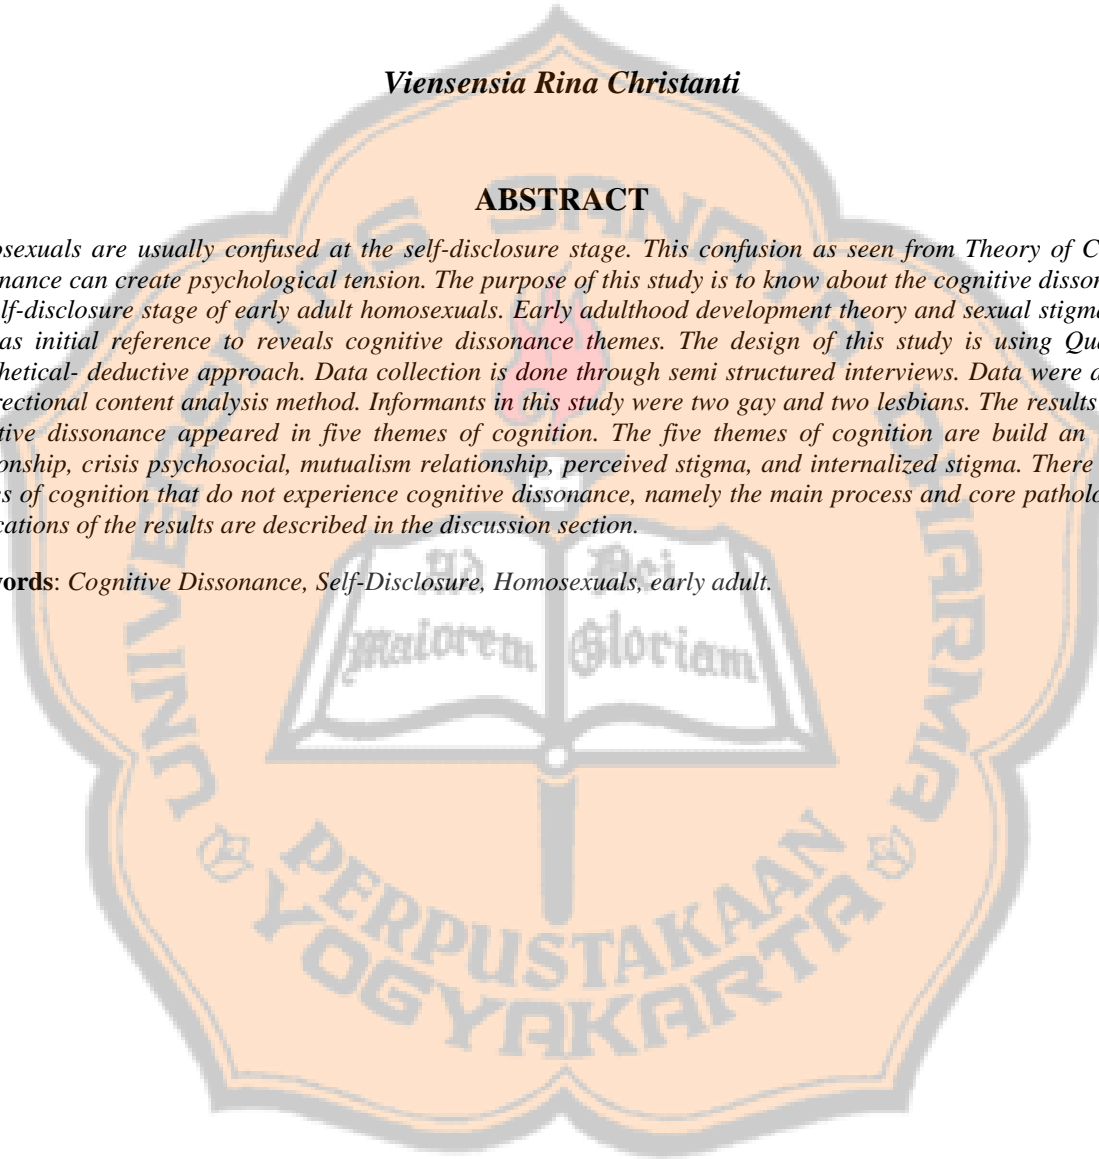 Viensensia Rina Christanti
ABSTRACT
osexuals are usually confused at the self-disclosure stage. This confusion as seen from Theory of C
nance can create psychological tension. The purpose of this study is to know about the cognitive disson
lf-disclosure stage of early adult homosexuals. Early adulthood development theory and sexual stigm
as initial reference to reveals cognitive dissonance themes. The design of this study is using Qu
hetical- deductive approach. Data collection is done through semi structured interviews. Data were a
rectional content analysis method. Informants in this study were two gay and two lesbians. The results
tive dissonance appeared in five themes of cognition. The five themes of cognition are build an
onship, crisis psychosocial, mutualism relationship, perceived stigma, and internalized stigma. There
s of cognition that do not experience cognitive dissonance, namely the main process and core patholo
cations of the results are described in the discussion section.
words: Cognitive Dissonance, Self-Disclosure, Homosexuals, early adult.
UNIVERSITAS SANATA DHARMA
Ad Dei
maiorem Gloriam
PERPUSTAKAAN
YOGYAKARTA